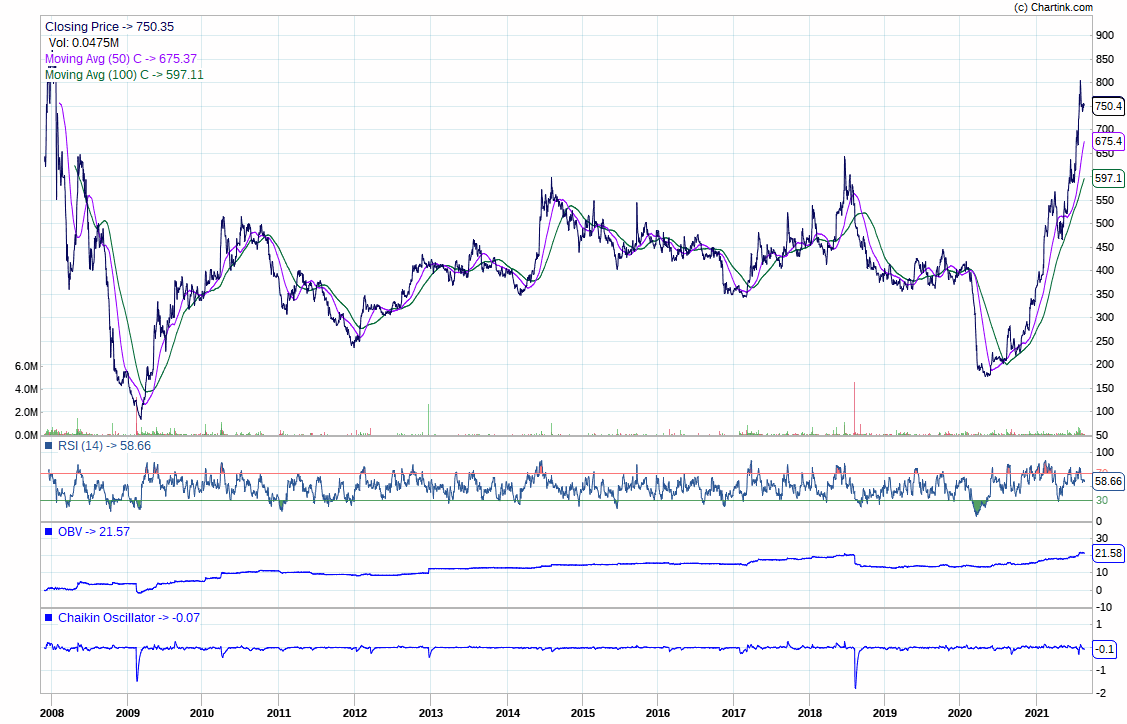 (c) Chartink.com
Closing Price -> 750.35
Vol: 0.0475M
Moving Avg (50) C -> 675.37
Moving Avg (100) C -> 597.11
900
850
800
750.4
700
675.4
650
597.1
550
500
450
400
350
300
250
200
150
100
50
6.0M
4.0M
2.0M
0.0M
RSI (14) -> 58.66
100
70
58.66
30
0
OBV -> 21.57
30
21.58
10
0
-10
Chaikin Oscillator -> -0.07
1
-0.1
-1
-2
2008 2009 2010 2011 2012 2013 2014 2015 2016 2017 2018 2019 2020 2021